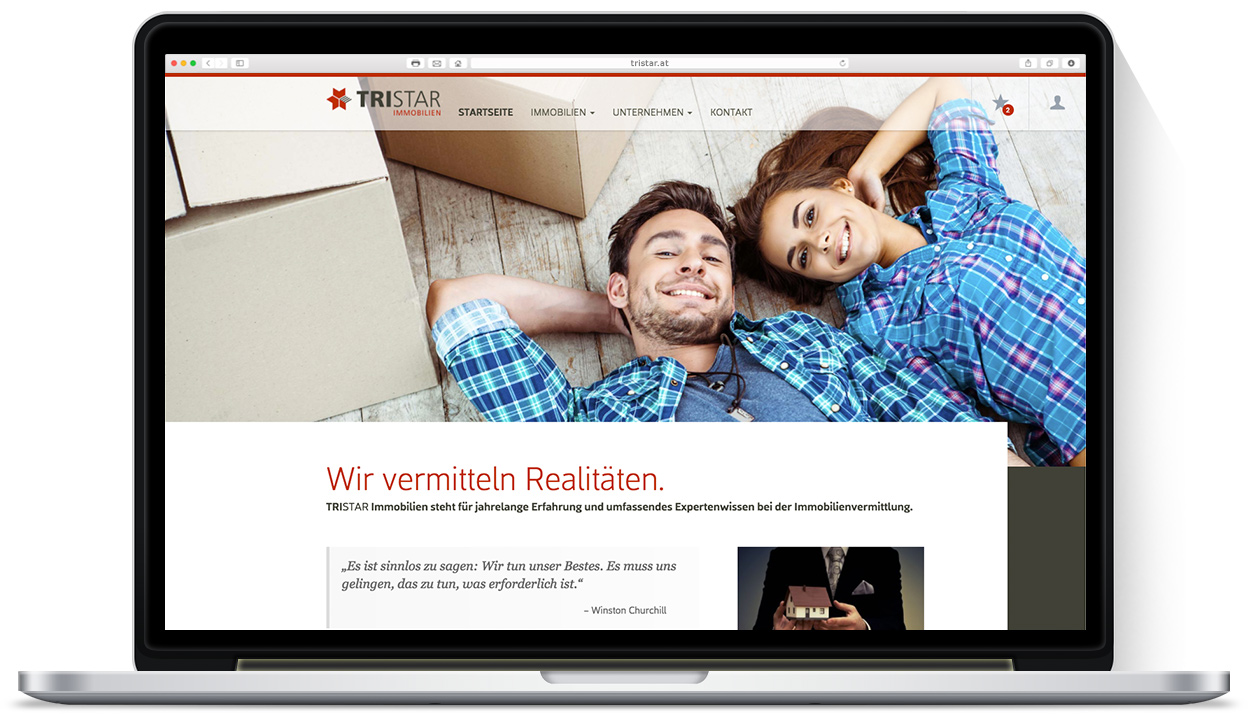 tristar.at
TRISTAR
IMMOBILIEN
STARTSEITE IMMOBILIEN UNTERNEHMEN KONTAKT
2
Wir vermitteln Realitäten.
TRISTAR Immobilien steht für jahrelange Erfahrung und umfassendes Expertenwissen bei der Immobilienvermittlung.
„Es ist sinnlos zu sagen: Wir tun unser Bestes. Es muss uns
gelingen, das zu tun, was erforderlich ist.“
– Winston Churchill